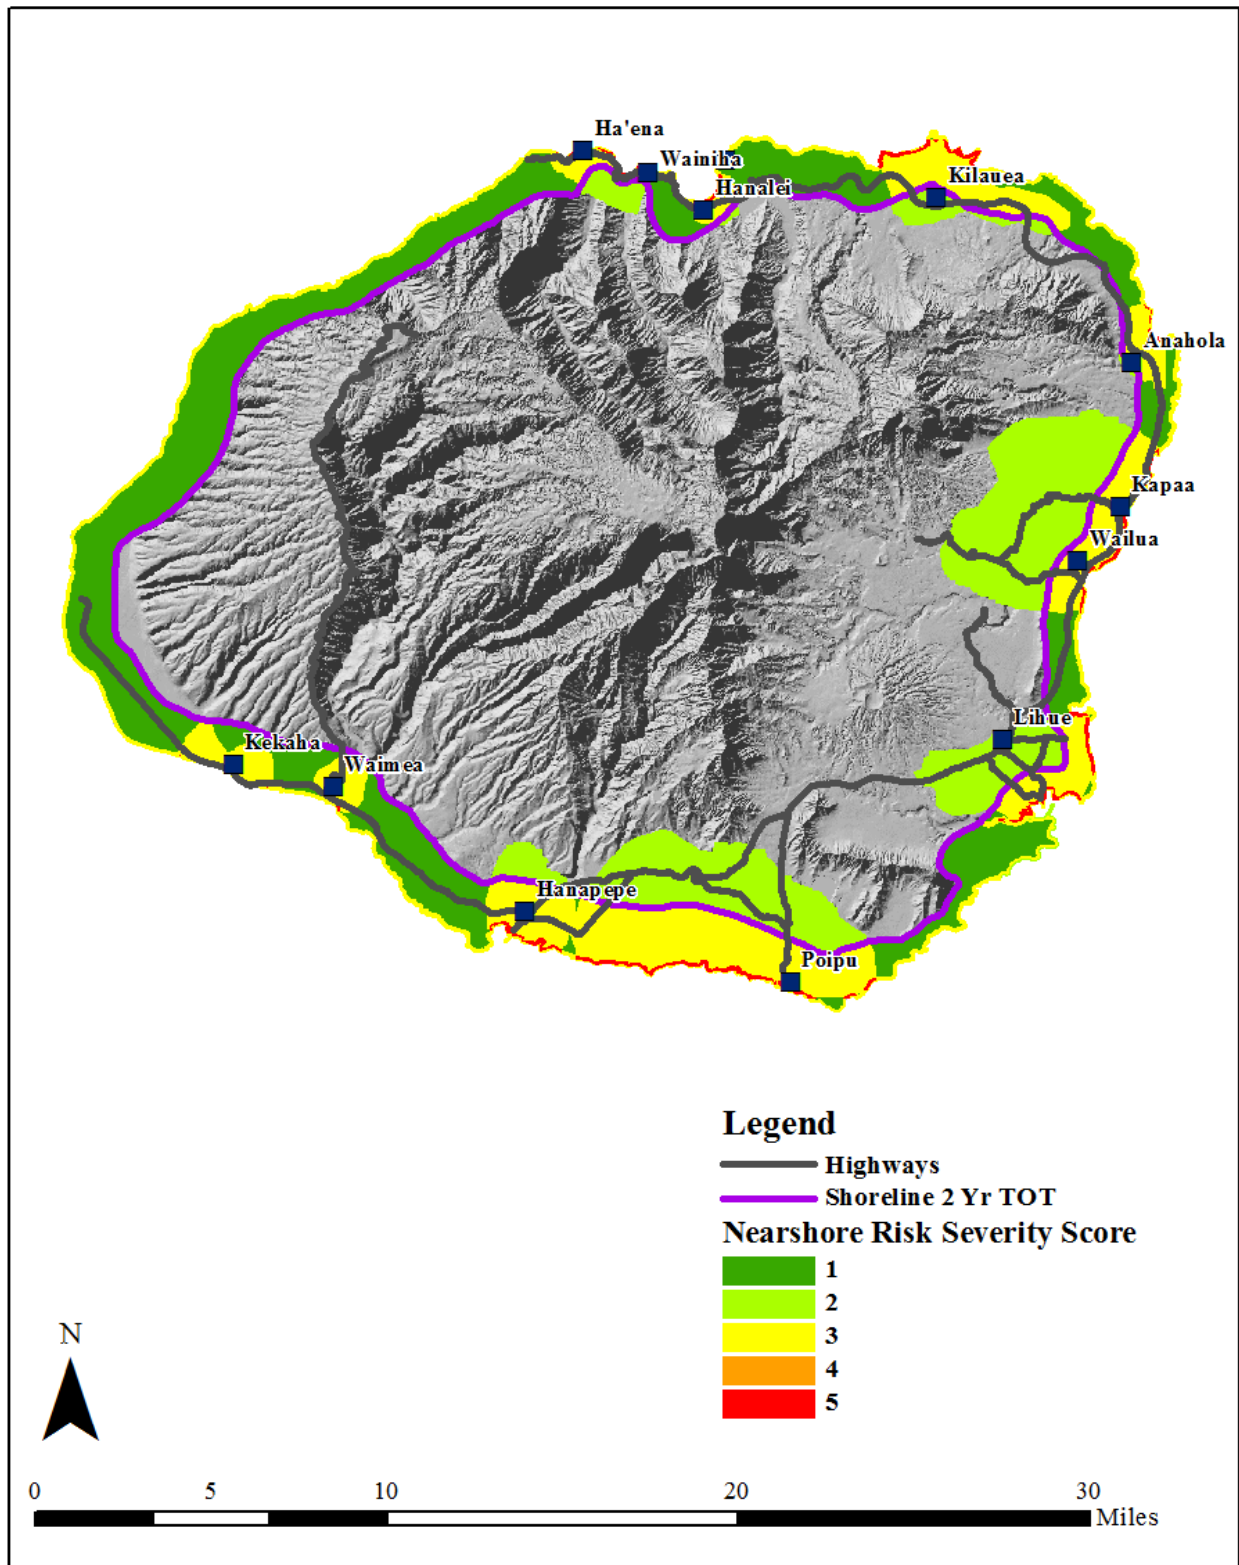 Ha'ena
Wainiha
Hanalei
Kilauea
Anahola
Kapaa
Wailua
Lihue
Kekaha
Waimea
Hanapepe
Poipu
Legend
Highways
Shoreline 2 Yr TOT
Nearshore Risk Severity Score
1
2
3
4
5
N
0 5 10 20 30
Miles